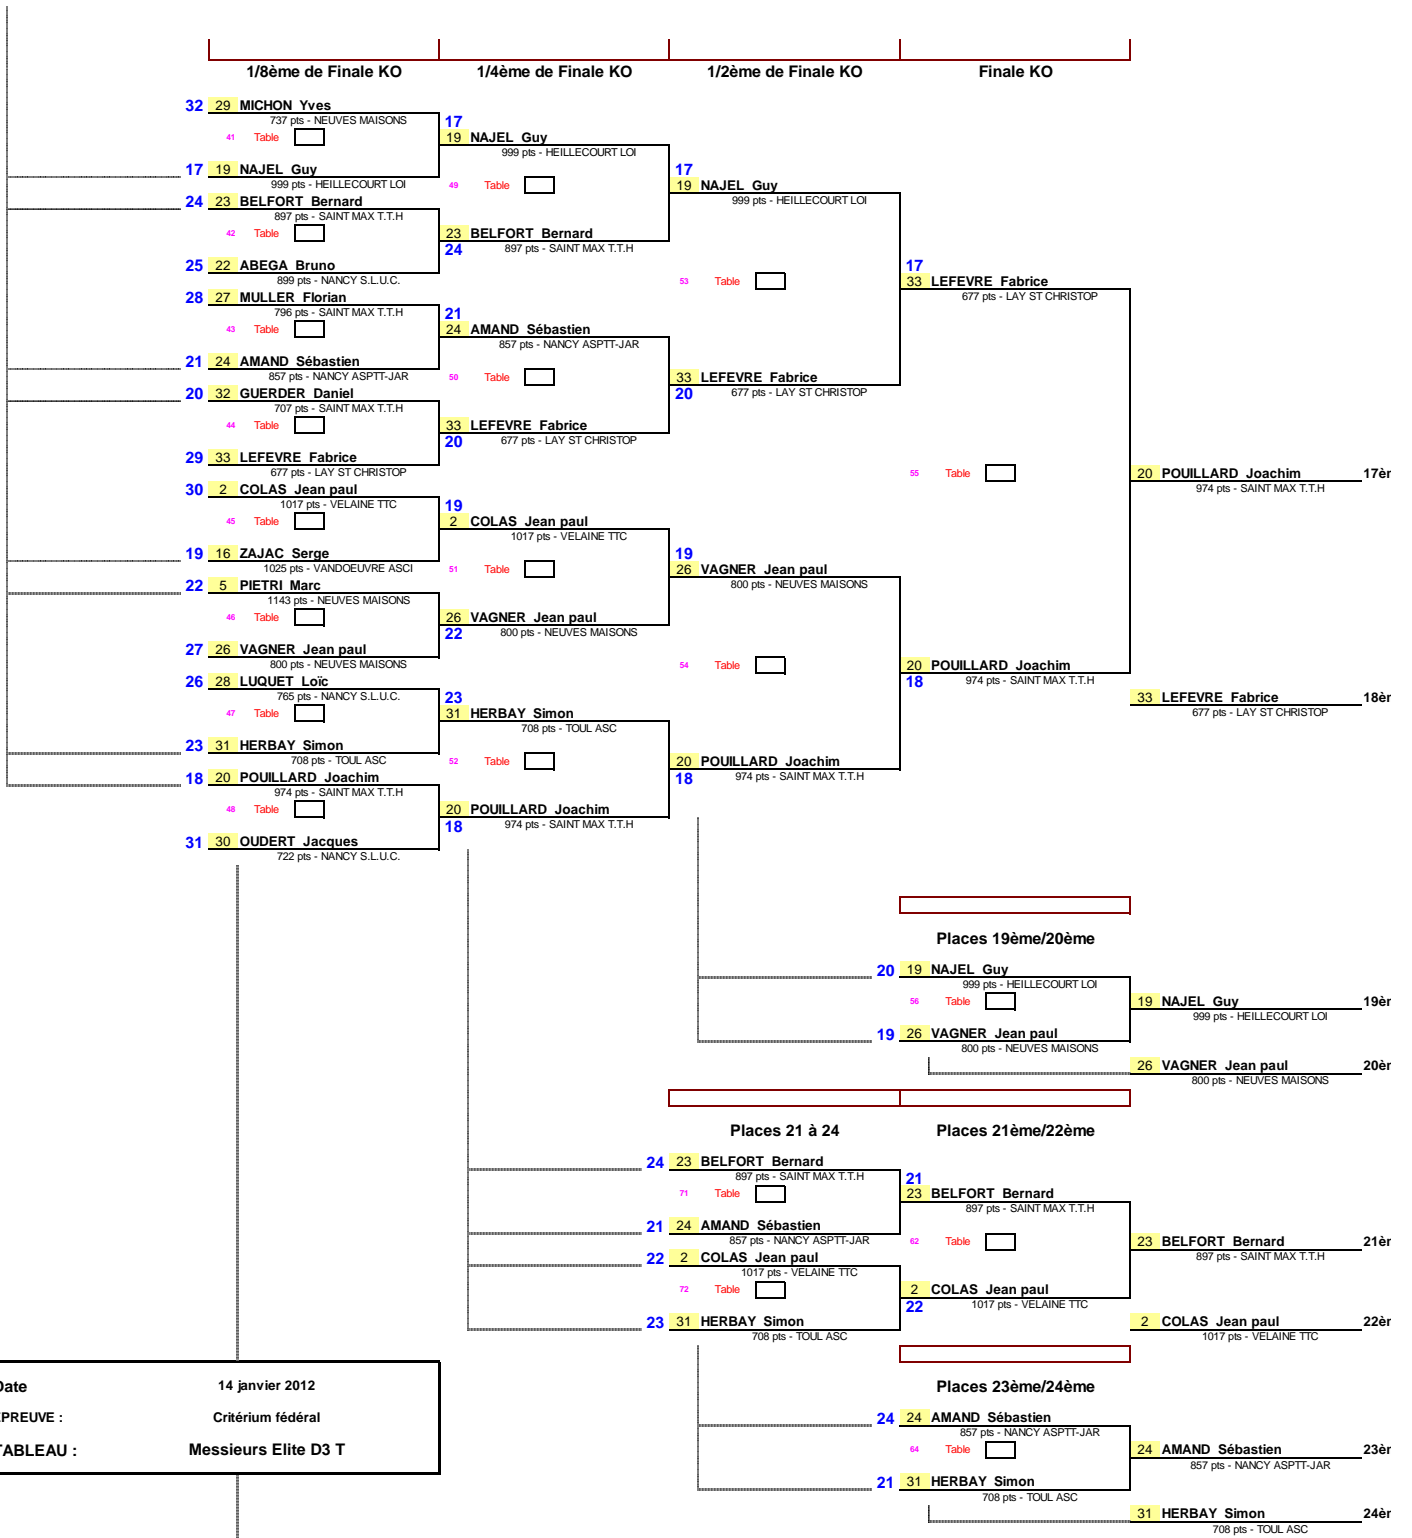 1/8ème de Finale KO
1/4ème de Finale KO
1/2ème de Finale KO
Finale KO
32 29 MICHON Yves
737 pts - NEUVES MAISONS
41 Table
17 19 NAJEL Guy
999 pts - HEILLECOURT LOI
24 23 BELFORT Bernard
897 pts - SAINT MAX T.T.H
42 Table
25 22 ABEGA Bruno
899 pts - NANCY S.L.U.C.
28 27 MULLER Florian
796 pts - SAINT MAX T.T.H
43 Table
21 24 AMAND Sébastien
857 pts - NANCY ASPTT-JAR
20 32 GUERDER Daniel
707 pts - SAINT MAX T.T.H
44 Table
29 33 LEFEVRE Fabrice
677 pts - LAY ST CHRISTOP
30 2 COLAS Jean paul
1017 pts - VELAINE TTC
45 Table
19 16 ZAJAC Serge
1025 pts - VANDOEUVRE ASCI
22 5 PIETRI Marc
1143 pts - NEUVES MAISONS
46 Table
27 26 VAGNER Jean paul
800 pts - NEUVES MAISONS
26 28 LUQUET Loïc
765 pts - NANCY S.L.U.C.
47 Table
23 31 HERBAY Simon
708 pts - TOUL ASC
18 20 POUILLARD Joachim
974 pts - SAINT MAX T.T.H
48 Table
31 30 OUDERT Jacques
722 pts - NANCY S.L.U.C.
17
19 NAJEL Guy
999 pts - HEILLECOURT LOI
49 Table
23 BELFORT Bernard
24 897 pts - SAINT MAX T.T.H
21
24 AMAND Sébastien
857 pts - NANCY ASPTT-JAR
50 Table
33 LEFEVRE Fabrice
20 677 pts - LAY ST CHRISTOP
19
2 COLAS Jean paul
1017 pts - VELAINE TTC
51 Table
26 VAGNER Jean paul
22 800 pts - NEUVES MAISONS
23
31 HERBAY Simon
708 pts - TOUL ASC
52 Table
20 POUILLARD Joachim
18 974 pts - SAINT MAX T.T.H
17
19 NAJEL Guy
999 pts - HEILLECOURT LOI
53 Table
33 LEFEVRE Fabrice
20 677 pts - LAY ST CHRISTOP
19
26 VAGNER Jean paul
800 pts - NEUVES MAISONS
54 Table
20 POUILLARD Joachim
18 974 pts - SAINT MAX T.T.H
17
33 LEFEVRE Fabrice
677 pts - LAY ST CHRISTOP
55 Table
20 POUILLARD Joachim
18 974 pts - SAINT MAX T.T.H
20 POUILLARD Joachim 17èr
974 pts - SAINT MAX T.T.H
33 LEFEVRE Fabrice 18èr
677 pts - LAY ST CHRISTOP
Places 19ème/20ème
20 19 NAJEL Guy
999 pts - HEILLECOURT LOI
56 Table
19 26 VAGNER Jean paul
800 pts - NEUVES MAISONS
19 NAJEL Guy 19èr
999 pts - HEILLECOURT LOI
26 VAGNER Jean paul 20èr
800 pts - NEUVES MAISONS
Places 21 à 24
Places 21ème/22ème
24 23 BELFORT Bernard
897 pts - SAINT MAX T.T.H
71 Table
21 24 AMAND Sébastien
857 pts - NANCY ASPTT-JAR
22 2 COLAS Jean paul
1017 pts - VELAINE TTC
72 Table
23 31 HERBAY Simon
708 pts - TOUL ASC
21
23 BELFORT Bernard
897 pts - SAINT MAX T.T.H
62 Table
2 COLAS Jean paul
22 1017 pts - VELAINE TTC
23 BELFORT Bernard 21èr
897 pts - SAINT MAX T.T.H
2 COLAS Jean paul 22èr
1017 pts - VELAINE TTC
Places 23ème/24ème
24 24 AMAND Sébastien
857 pts - NANCY ASPTT-JAR
64 Table
21 31 HERBAY Simon
708 pts - TOUL ASC
24 AMAND Sébastien 23èr
857 pts - NANCY ASPTT-JAR
31 HERBAY Simon 24èr
708 pts - TOUL ASC
Date 14 janvier 2012
PREUVE : Critérium fédéral
TABLEAU : Messieurs Elite D3 T